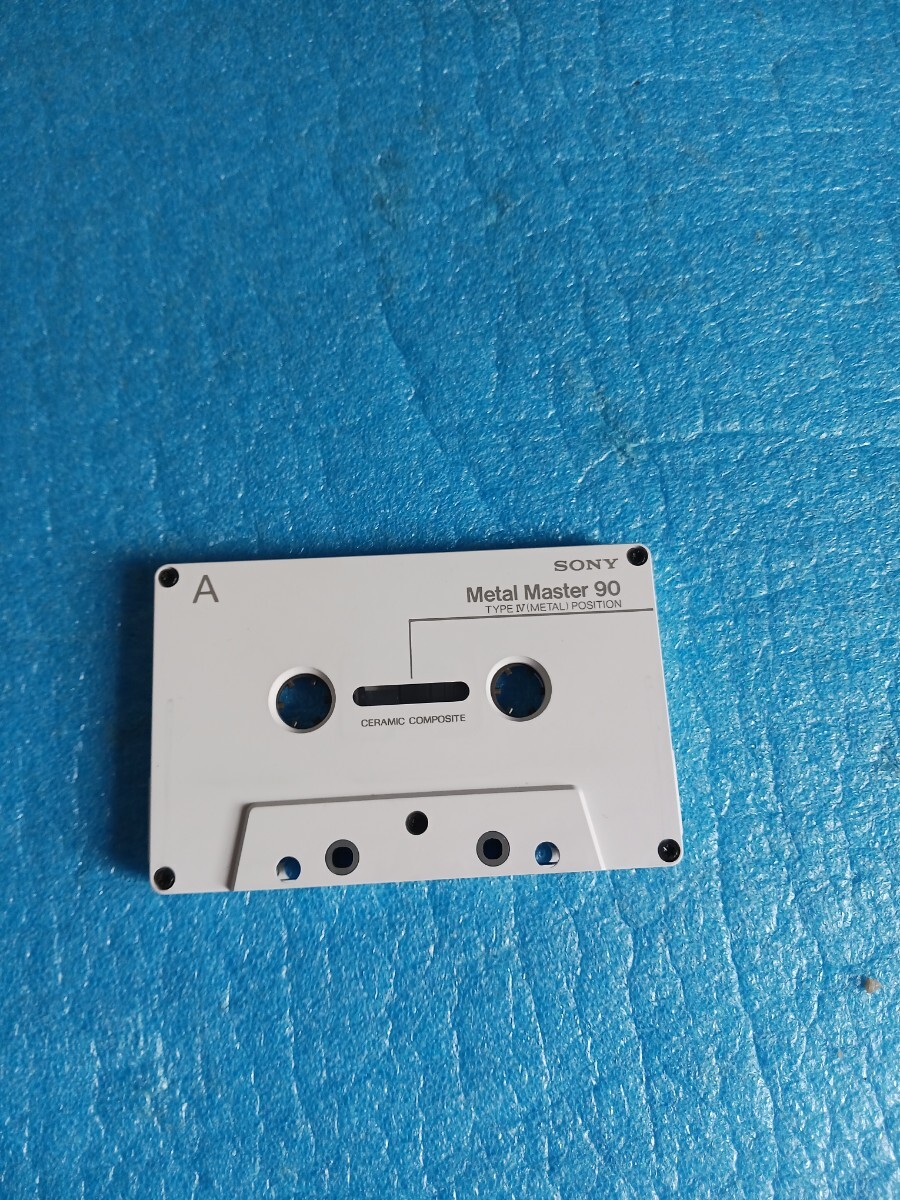 A
SONY
Metal Master 90
TYPE Ⅳ (METAL) POSITION
CERAMIC COMPOSITE